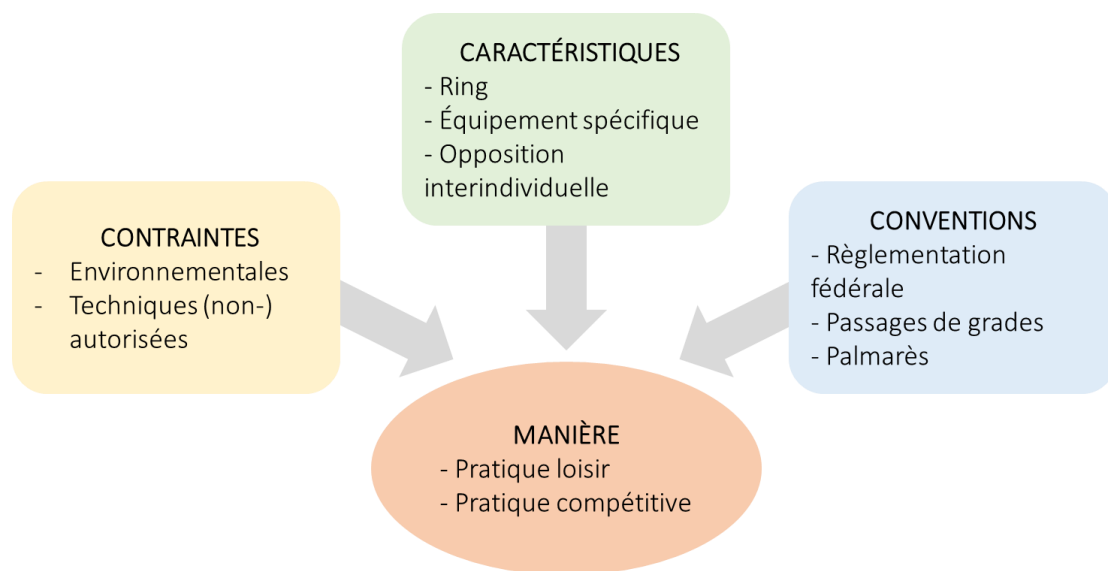 CARACTÉRISTIQUES
- Ring
- Équipement spécifique
- Opposition
interindividuelle
CONTRAINTES
- Environnementales
- Techniques (non-)
autorisées
CONVENTIONS
- Règlementation
fédérale
- Passages de grades
- Palmarès
MANIÈRE
- Pratique loisir
- Pratique compétitive